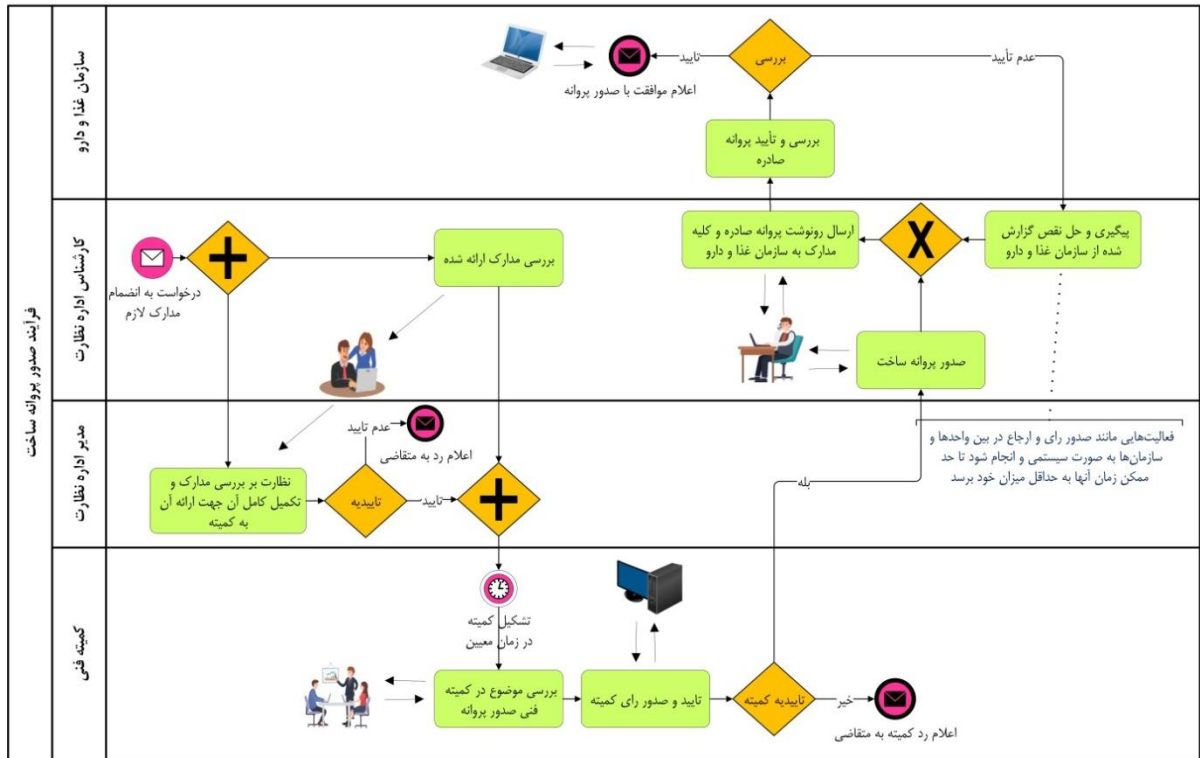 فرآیند صدور پروانه ساخت
سازمان غذا و دارو
اعلام موافقت با صدور پروانه
تایید
بررسی
عدم تأیید
بررسی و تأیید پروانه
صادره
کارشناس اداره نظارت
درخواست به انضمام
مدارک لازم
بررسی مدارک ارائه شده
ارسال رونوشت پروانه صادره و کلیه
مدارک به سازمان غذا و دارو
X
پیگیری و حل نقص گزارش
شده از سازمان غذا و دارو
صدور پروانه ساخت
مدیر اداره نظارت
نظارت بر بررسی مدارک و
تکمیل کامل آن جهت ارائه آن
به کمیته
تاییدیه
عدم تایید
اعلام رد به متقاضی
تایید
بله
فعالیت‌هایی مانند صدور رای و ارجاع در بین واحدها و
سازمان‌ها به صورت سیستمی و انجام شود تا حد
ممکن زمان آنها به حداقل میزان خود برسد
کمیته فنی
تشکیل کمیته
در زمان معیین
بررسی موضوع در کمیته
فنی صدور پروانه
تایید و صدور رای کمیته
تاییدیه کمیته
خیر
اعلام رد کمیته به متقاضی